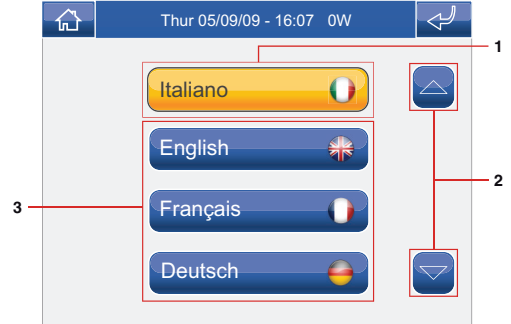 Thur 05/09/09 - 16:07 0W
1
Italiano
English
2
3
Français
Deutsch